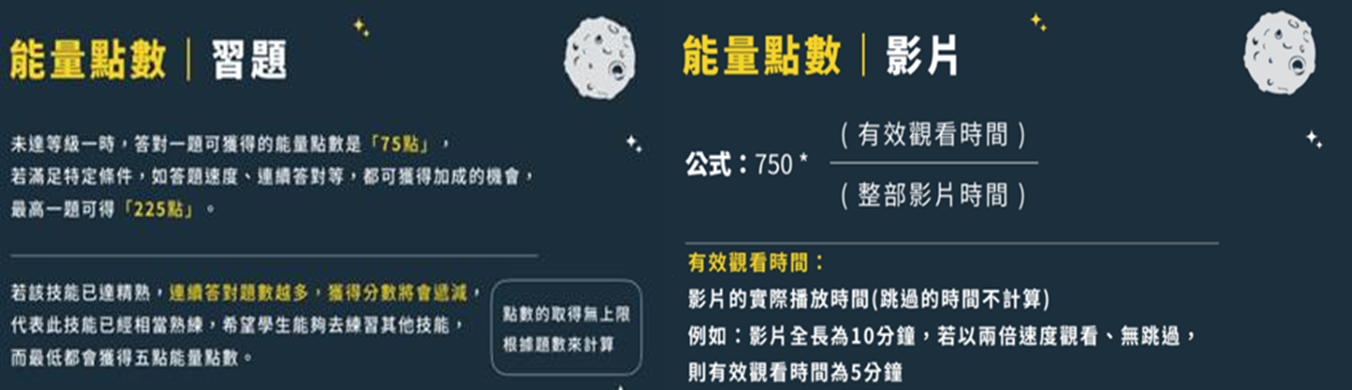 能量點數｜習題
未達等級一時，答對一題可獲得的能量點數是「75點」，
若滿足特定條件，如答題速度、連續答對等，都可獲得加成的機會，
最高一題可得「225點」。
若該技能已達精熟，連續答對題數越多，獲得分數將會遞減，
代表此技能已經相當熟練，希望學生能夠去練習其他技能，
而最低都會獲得五點能量點數。
點數的取得無上限
根據題數來計算
能量點數｜影片
(有效觀看時間)
公式：750 *
(整部影片時間)
有效觀看時間：
影片的實際播放時間(跳過的時間不計算)
例如：影片全長為10分鐘，若以兩倍速度觀看、無跳過，
則有效觀看時間為5分鐘